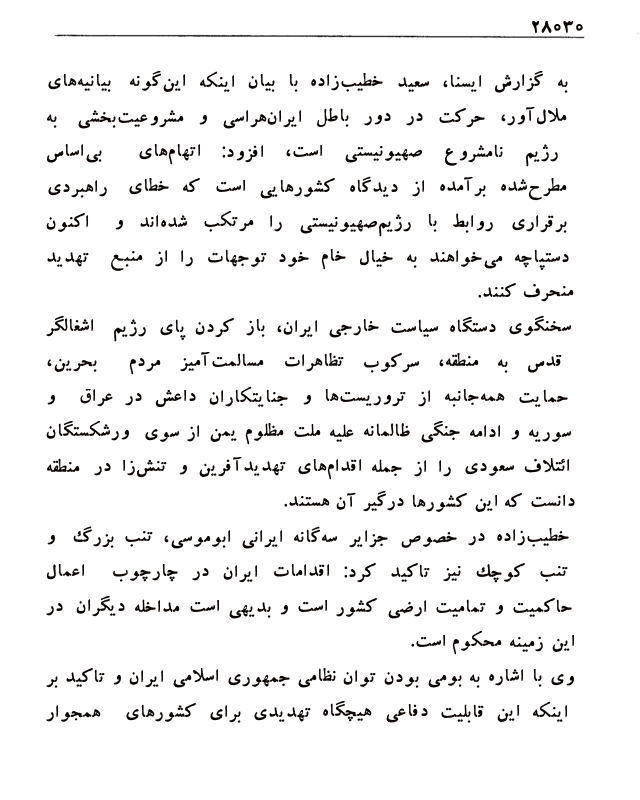 ۲۸۰۳۰
به گزارش ایسنا، سعید خطیب‌زاده با بیان اینکه این‌گونه بیانیه‌های
ملال‌آور، حرکت در دور باطل ایران‌هراسی و مشروعیت‌بخشی به
رژیم نامشروع صهیونیستی است، افزود: اتهام‌های بی‌اساس
مطرح‌شده برآمده از دیدگاه کشورهایی است که خطای راهبردی
برقراری روابط با رژیم‌صهیونیستی را مرتکب شده‌اند و اکنون
دستپاچه می‌خواهند به خیال خام خود توجهات را از منبع تهدید
منحرف کنند.
سخنگوی دستگاه سیاست خارجی ایران، باز کردن پای رژیم اشغالگر
قدس به منطقه، سرکوب تظاهرات مسالمت‌آمیز مردم بحرین،
حمایت همه‌جانبه از تروریست‌ها و جنایتکاران داعش در عراق و
سوریه و ادامه جنگی ظالمانه علیه ملت مظلوم یمن از سوی ورشکستگان
ائتلاف سعودی را از جمله اقدام‌های تهدیدآفرین و تنش‌زا در منطقه
دانست که این کشورها درگیر آن هستند.
خطیب‌زاده در خصوص جزایر سه‌گانه ایرانی ابوموسی، تنب بزرگ و
تنب کوچك نیز تاکید کرد: اقدامات ایران در چارچوب اعمال
حاکمیت و تمامیت ارضی کشور است و بدیهی است مداخله دیگران در
این زمینه محکوم است.
وی با اشاره به بومی بودن توان نظامی جمهوری اسلامی ایران و تاکید بر
اینکه این قابلیت دفاعی هیچگاه تهدیدی برای کشورهای همجوار